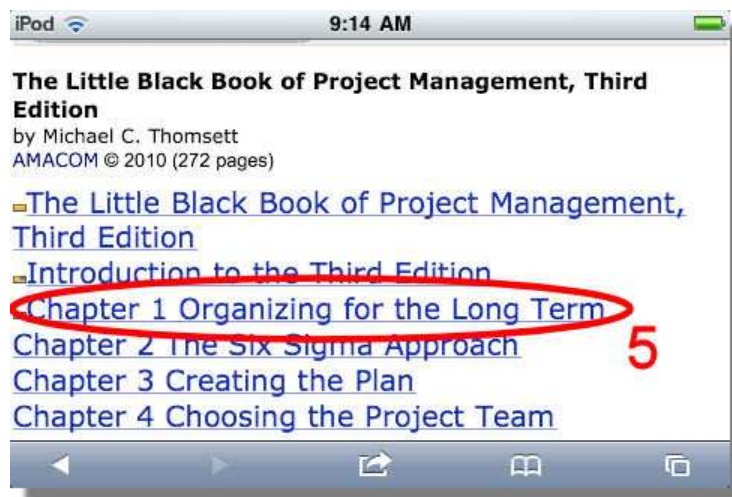 iPod 9:14 AM
The Little Black Book of Project Management, Third
Edition
by Michael C. Thomsett
AMACOM © 2010 (272 pages)
The Little Black Book of Project Management,
Third Edition
Introduction to the Third Edition
Chapter 1 Organizing for the Long Term
5
Chapter 2 The Six Sigma Approach
Chapter 3 Creating the Plan
Chapter 4 Choosing the Project Team